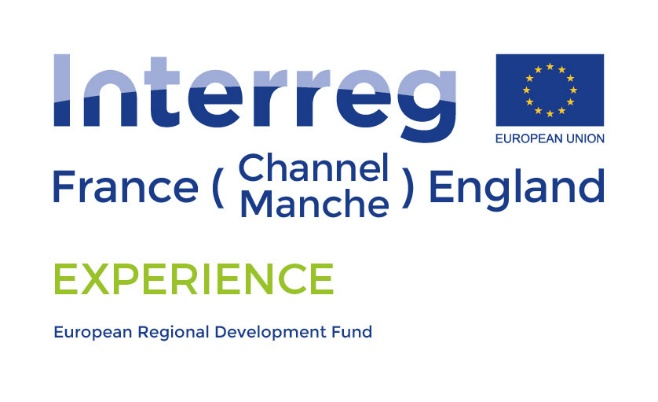 Interreg
EUROPEAN UNION
France ( Channel Manche ) England
EXPERIENCE
European Regional Development Fund